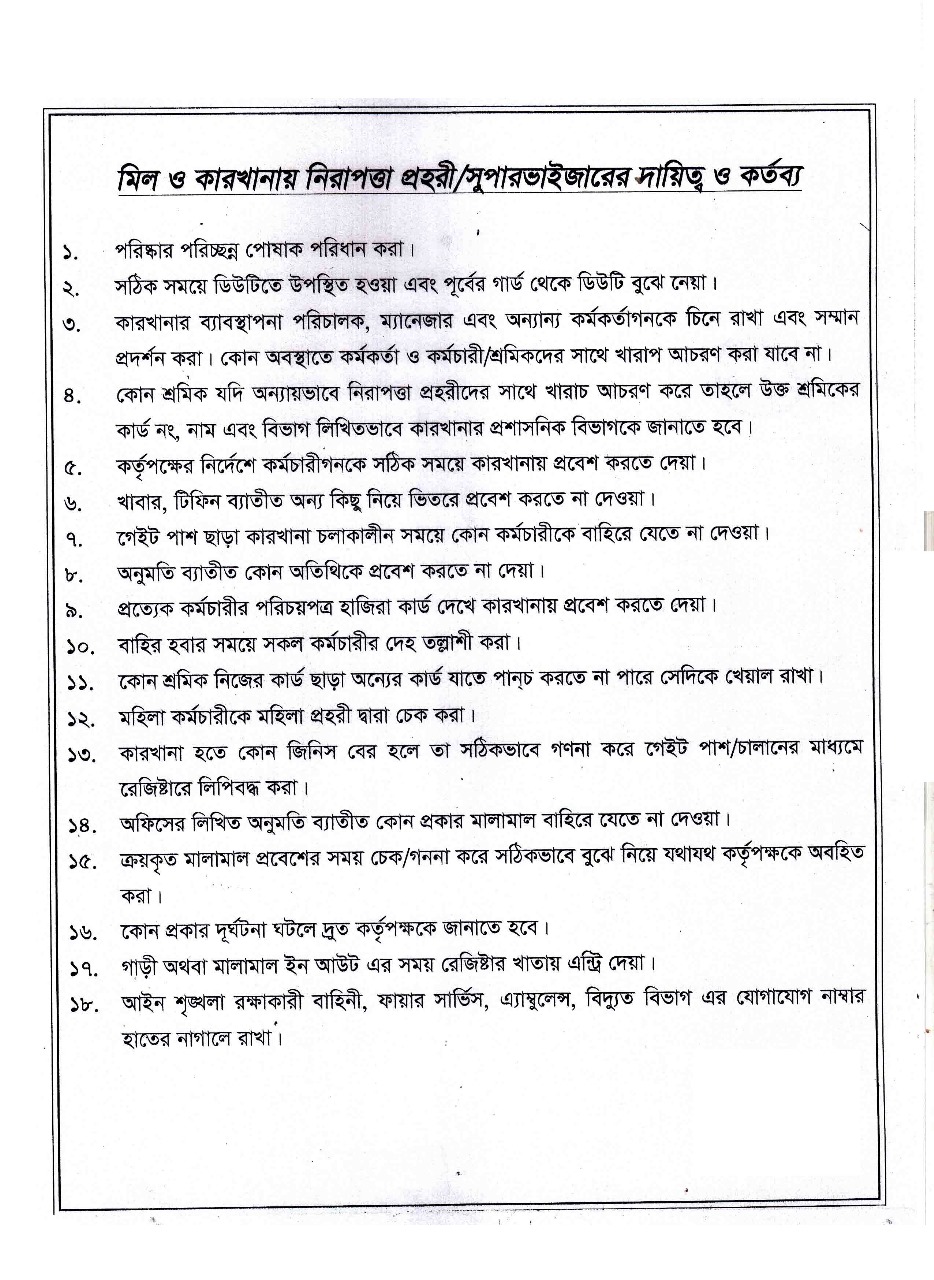 মিল ও কারখানায় নিরাপত্তা প্রহরী/সুপারভাইজারের দায়িত্ব ও কর্তব্য
১. পরিষ্কার পরিচ্ছন্ন পোষাক পরিধান করা।
২. সঠিক সময়ে ডিউটিতে উপস্থিত হওয়া এবং পূর্বের গার্ড থেকে ডিউটি বুঝে নেয়া।
৩. কারখানার ব্যাবস্থাপনা পরিচালক, ম্যানেজার এবং অন্যান্য কর্মকর্তাগনকে চিনে রাখা এবং সম্মান
প্রদর্শন করা। কোন অবস্থাতে কর্মকর্তা ও কর্মচারী/শ্রমিকদের সাথে খারাপ আচরণ করা যাবে না।
৪. কোন শ্রমিক যদি অন্যায়ভাবে নিরাপত্তা প্রহরীদের সাথে খারাচ আচরণ করে তাহলে উক্ত শ্রমিকের
কার্ড নং, নাম এবং বিভাগ লিখিতভাবে কারখানার প্রশাসনিক বিভাগকে জানাতে হবে।
৫. কর্তৃপক্ষের নির্দেশে কর্মচারীগনকে সঠিক সময়ে কারখানায় প্রবেশ করতে দেয়া।
৬. খাবার, টিফিন ব্যাতীত অন্য কিছু নিয়ে ভিতরে প্রবেশ করতে না দেওয়া।
৭. গেইট পাশ ছাড়া কারখানা চলাকালীন সময়ে কোন কর্মচারীকে বাহিরে যেতে না দেওয়া।
৮. অনুমতি ব্যাতীত কোন অতিথিকে প্রবেশ করতে না দেয়া।
৯. প্রত্যেক কর্মচারীর পরিচয়পত্র হাজিরা কার্ড দেখে কারখানায় প্রবেশ করতে দেয়া।
১০. বাহির হবার সময়ে সকল কর্মচারীর দেহ তল্লাশী করা।
১১. কোন শ্রমিক নিজের কার্ড ছাড়া অন্যের কার্ড যাতে পান্‌চ করতে না পারে সেদিকে খেয়াল রাখা।
১২. মহিলা কর্মচারীকে মহিলা প্রহরী দ্বারা চেক করা।
১৩. কারখানা হতে কোন জিনিস বের হলে তা সঠিকভাবে গণনা করে গেইট পাশ/চালানের মাধ্যমে
রেজিষ্টারে লিপিবদ্ধ করা।
১৪. অফিসের লিখিত অনুমতি ব্যাতীত কোন প্রকার মালামাল বাহিরে যেতে না দেওয়া।
১৫. ক্রয়কৃত মালামাল প্রবেশের সময় চেক/গননা করে সঠিকভাবে বুঝে নিয়ে যথাযথ কর্তৃপক্ষকে অবহিত
করা।
১৬. কোন প্রকার দূর্ঘটনা ঘটলে দ্রুত কর্তৃপক্ষকে জানাতে হবে।
১৭. গাড়ী অথবা মালামাল ইন আউট এর সময় রেজিষ্টার খাতায় এন্ট্রি দেয়া।
১৮. আইন শৃঙ্খলা রক্ষাকারী বাহিনী, ফায়ার সার্ভিস, এ্যাম্বুলেন্স, বিদ্যুত বিভাগ এর যোগাযোগ নাম্বার
হাতের নাগালে রাখা।